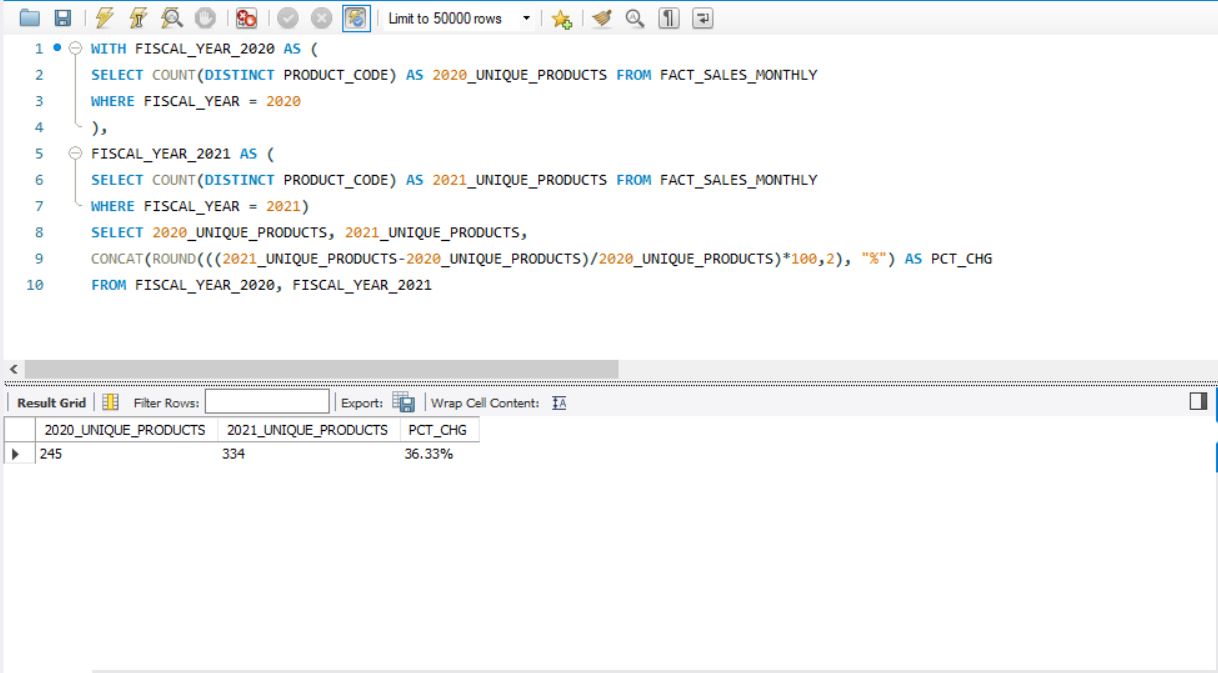 Limit to 50000 rows
1 WITH FISCAL_YEAR_2020 AS (
2 SELECT COUNT(DISTINCT PRODUCT_CODE) AS 2020_UNIQUE_PRODUCTS FROM FACT_SALES_MONTHLY
3 WHERE FISCAL_YEAR = 2020
4 ),
5 FISCAL_YEAR_2021 AS (
6 SELECT COUNT(DISTINCT PRODUCT_CODE) AS 2021_UNIQUE_PRODUCTS FROM FACT_SALES_MONTHLY
7 WHERE FISCAL_YEAR = 2021)
8 SELECT 2020_UNIQUE_PRODUCTS, 2021_UNIQUE_PRODUCTS,
9 CONCAT(ROUND(((2021_UNIQUE_PRODUCTS-2020_UNIQUE_PRODUCTS)/2020_UNIQUE_PRODUCTS)*100,2), "%") AS PCT_CHG
10 FROM FISCAL_YEAR_2020, FISCAL_YEAR_2021
Result Grid Filter Rows: Export: Wrap Cell Content: IA
2020_UNIQUE_PRODUCTS 2021_UNIQUE_PRODUCTS PCT_CHG
245 334 36.33%